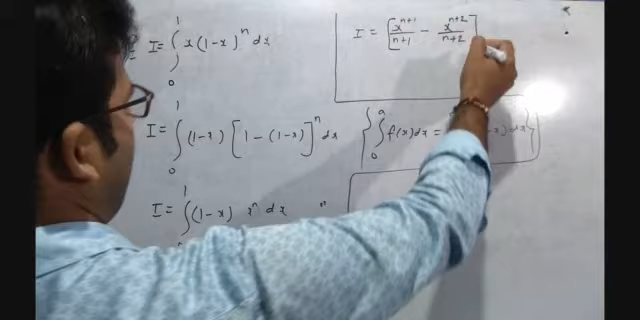 I = ∫₀¹ x(1-x)ⁿ dx
I = ∫₀¹ (1-x) [1-(1-x)]ⁿ dx
I = ∫₀¹ (1-x) xⁿ dx
I = [xⁿ⁺¹/n+1 - xⁿ⁺²/n+2]
{∫₀ᵃ f(x)dx = -x) dx}